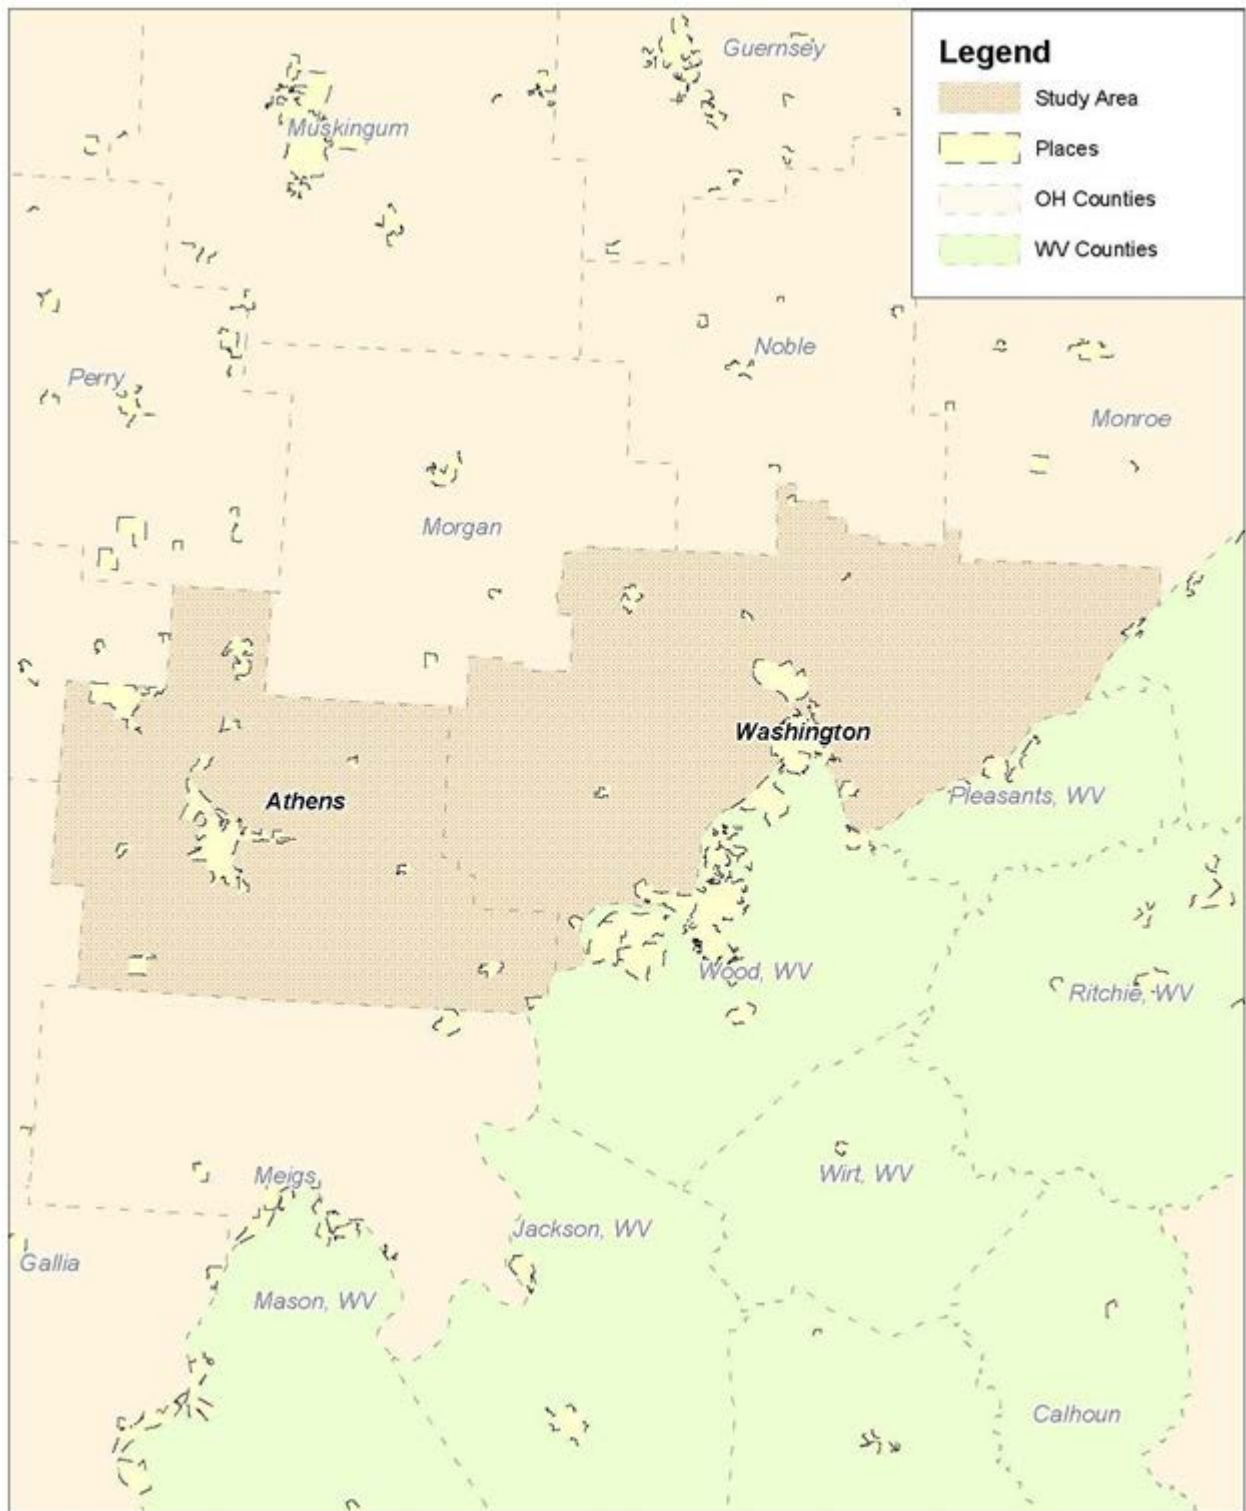 Guernsey
Legend
Study Area
Muskingum
Places
OH Counties
WV Counties
Noble
Perry
Monroe
Morgan
Washington
Athens
Pleasants, WV
Wood, WV
Ritchie, WV
Meigs
Wirt, WV
Jackson, WV
Gallia
Mason, WV
Calhoun